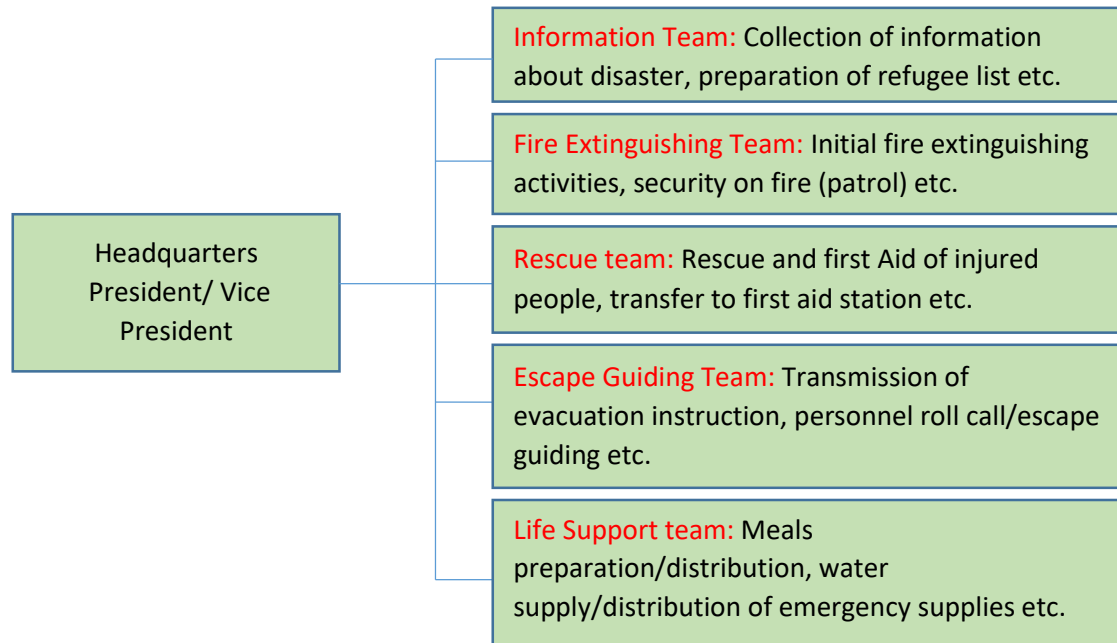 Headquarters
President/ Vice
President
Information Team: Collection of information
about disaster, preparation of refugee list etc.
Fire Extinguishing Team: Initial fire extinguishing
activities, security on fire (patrol) etc.
Rescue team: Rescue and first Aid of injured
people, transfer to first aid station etc.
Escape Guiding Team: Transmission of
evacuation instruction, personnel roll call/escape
guiding etc.
Life Support team: Meals
preparation/distribution, water
supply/distribution of emergency supplies etc.